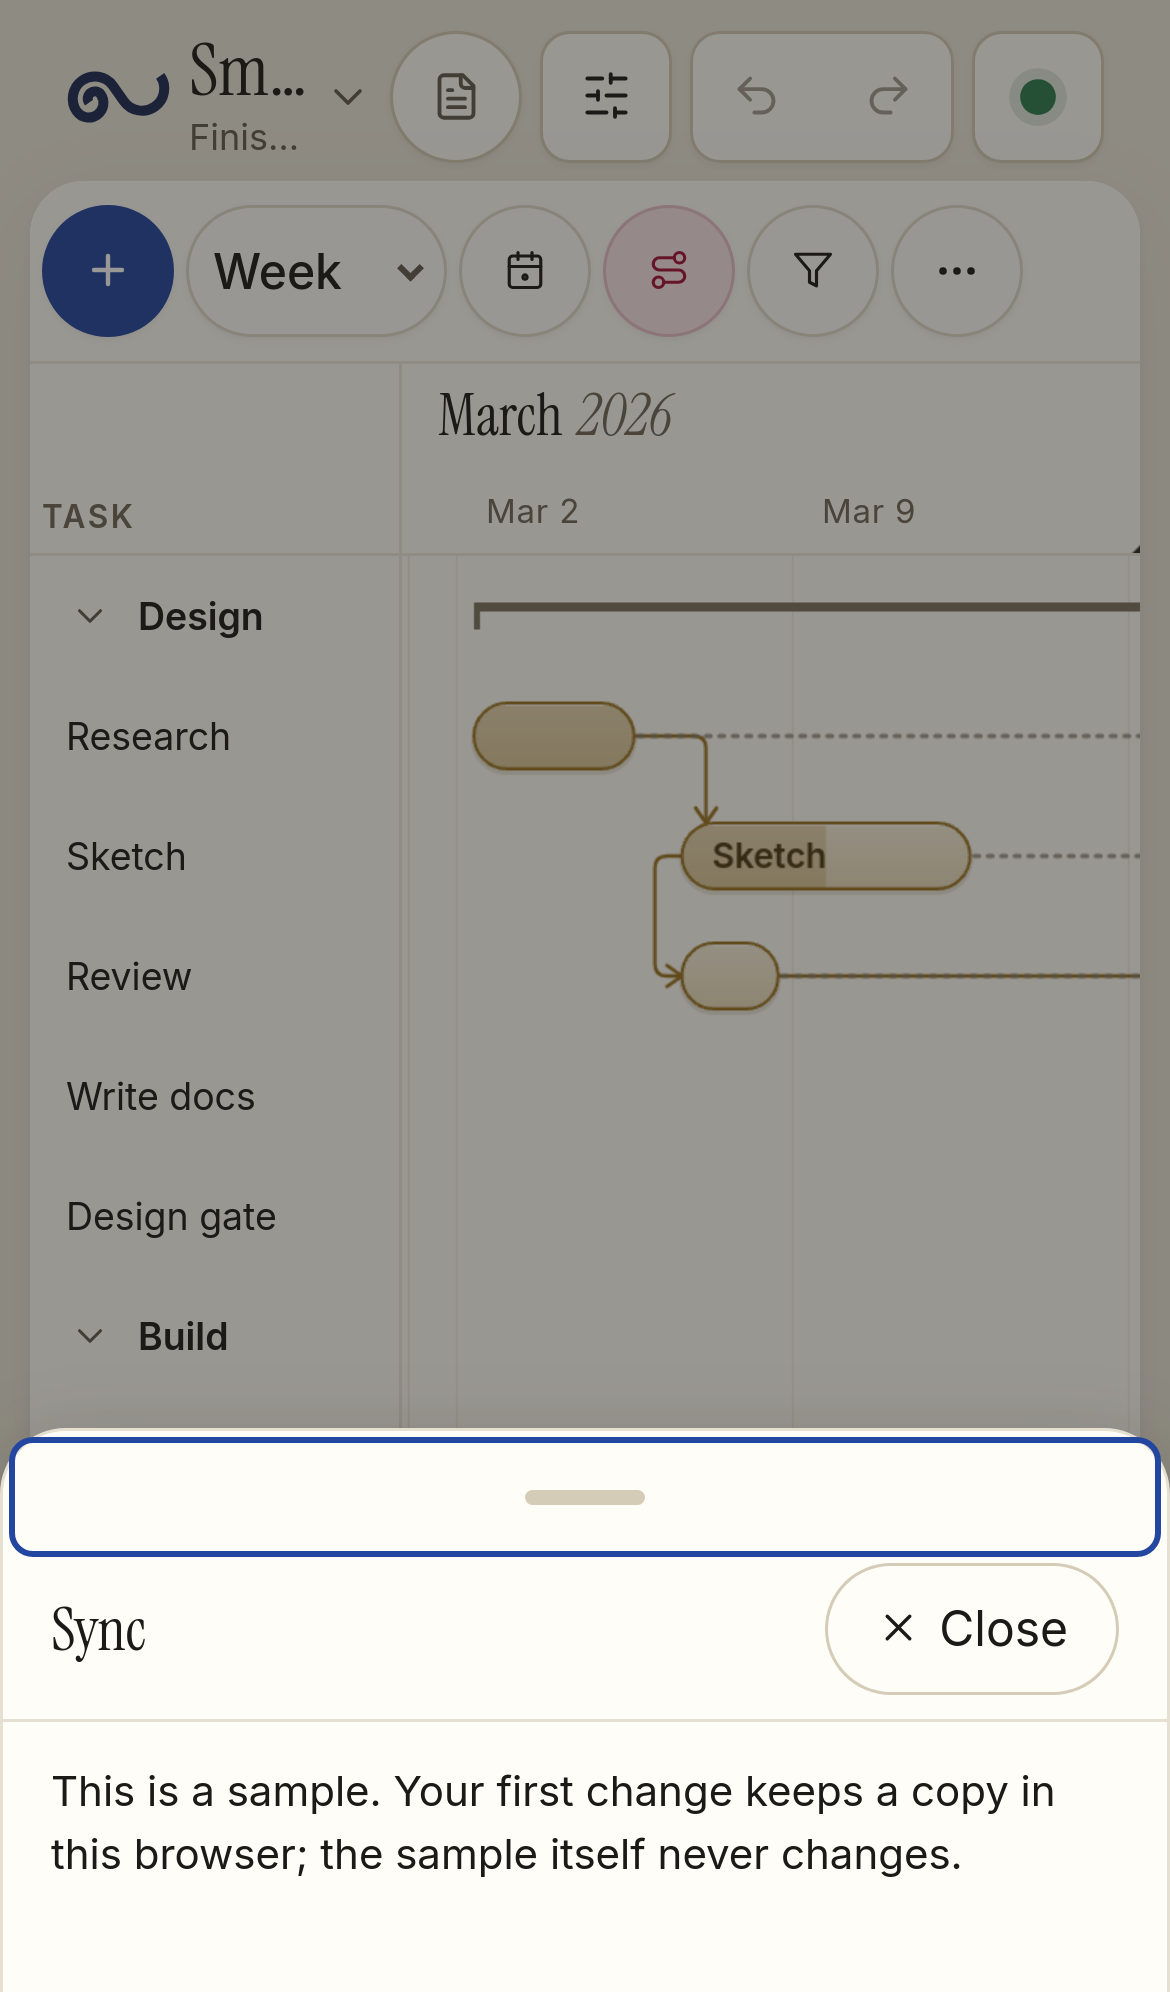 Sm...
Finis...
Week
March 2026
TASK
Mar 2
Mar 9
Design
Research
Sketch
Sketch
Review
Write docs
Design gate
Build
Sync
Close
This is a sample. Your first change keeps a copy in
this browser; the sample itself never changes.